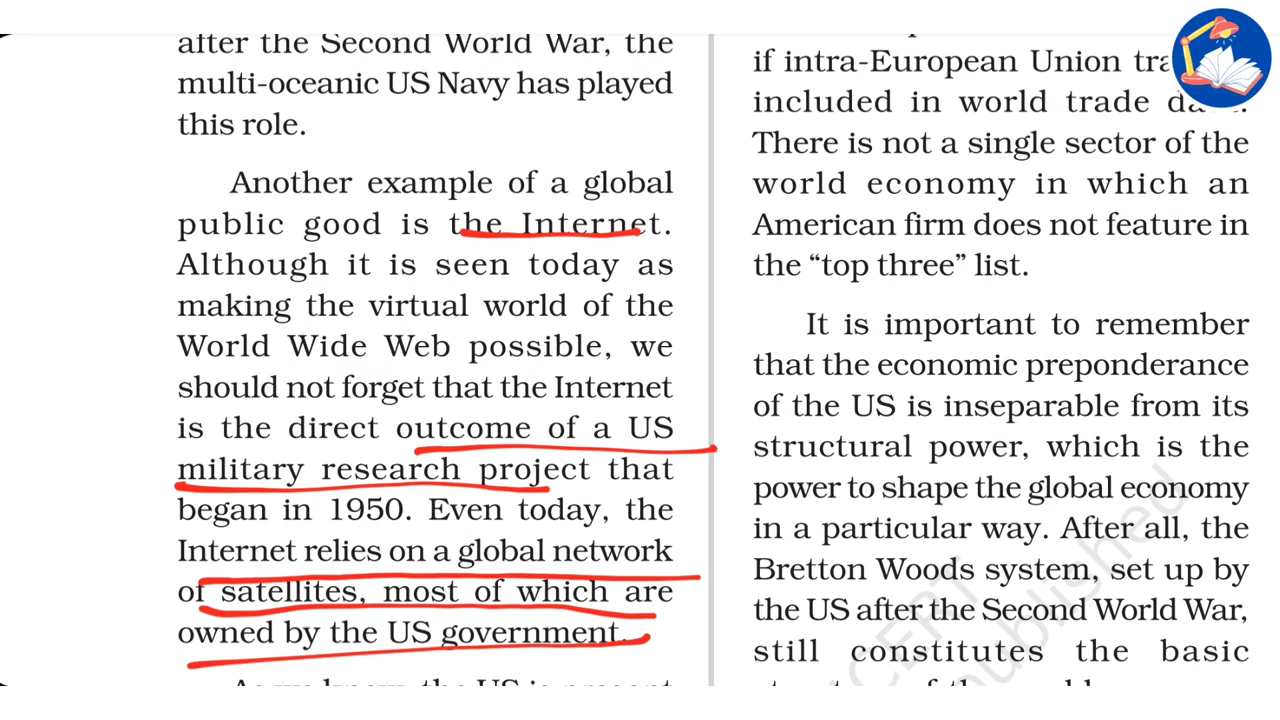 after the Second World War, the
multi-oceanic US Navy has played
this role.
Another example of a global
public good is the Internet.
Although it is seen today as
making the virtual world of the
World Wide Web possible, we
should not forget that the Internet
is the direct outcome of a US
military research project that
began in 1950. Even today, the
Internet relies on a global network
of satellites, most of which are
owned by the US government.
As we know, the US is present
if intra-European Union
included in world trade
There is not a single sector of the
world economy in which an
American firm does not feature in
the “top three” list.
It is important to remember
that the economic preponderance
of the US is inseparable from its
structural power, which is the
power to shape the global economy
in a particular way. After all, the
Bretton Woods system, set up by
the US after the Second World War,
still constitutes the basic